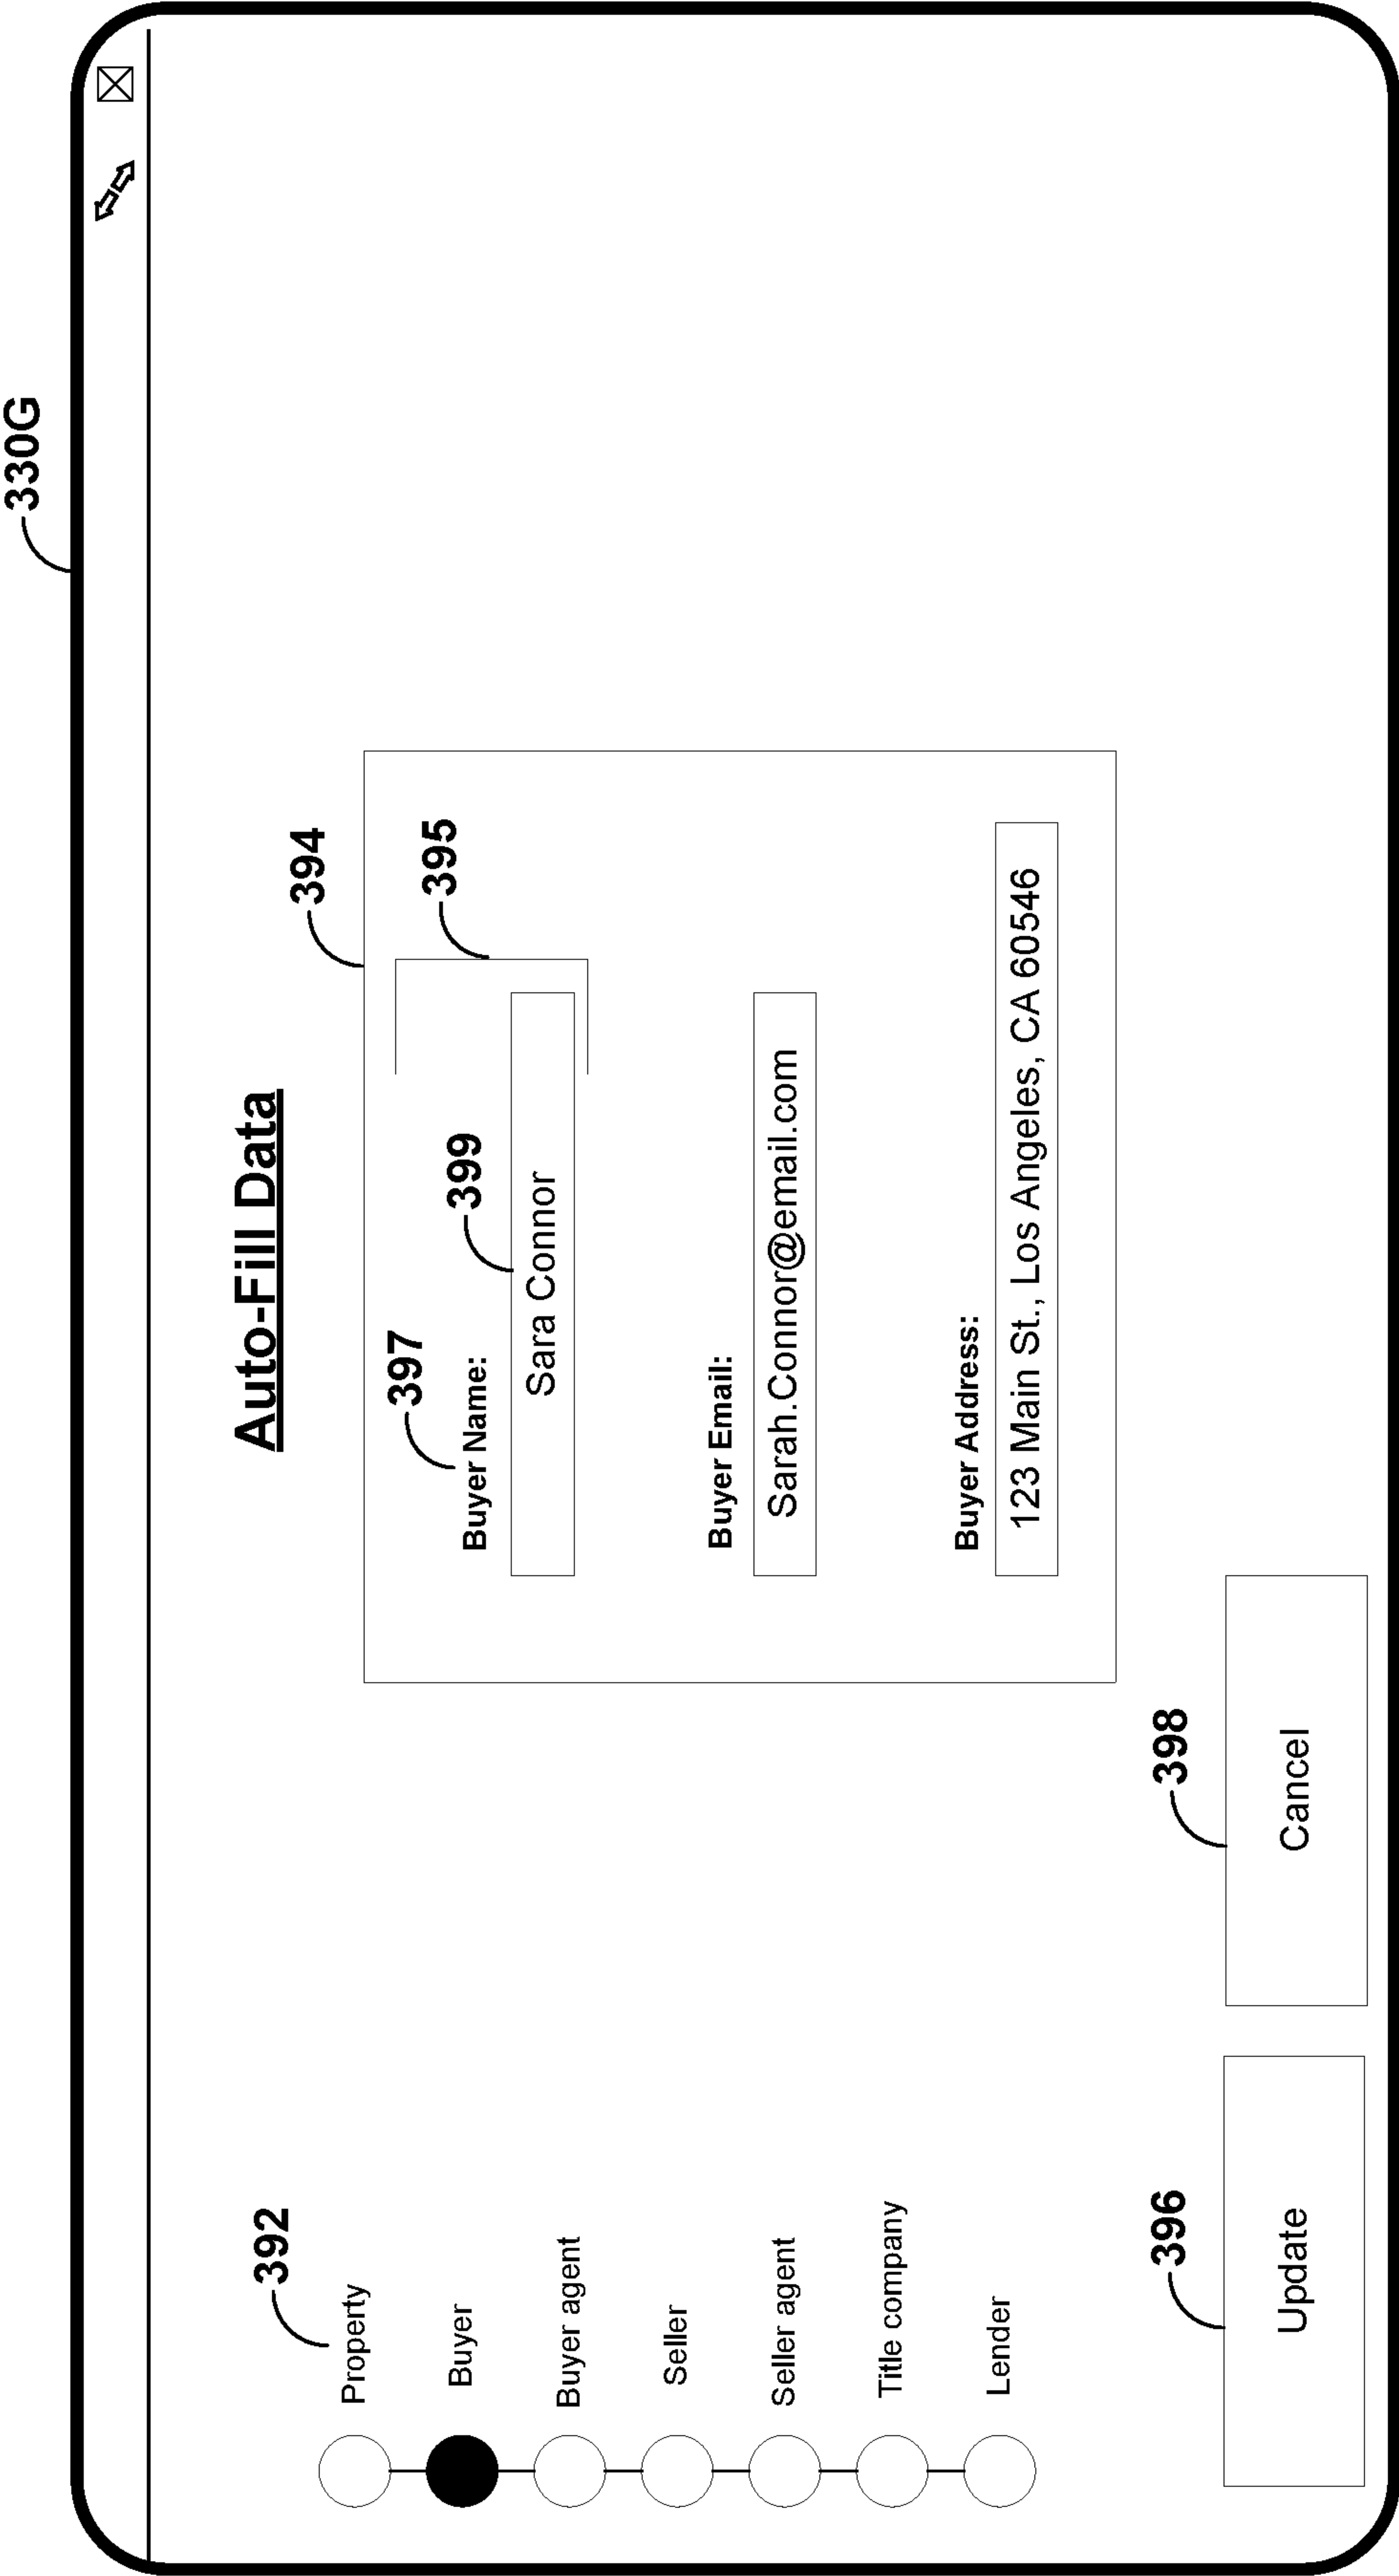 330G
Auto-Fill Data
392
Property
Buyer
Buyer agent
Seller
Seller agent
Title company
Lender
394
395
397
Buyer Name:
399
Sara Connor
Buyer Email:
Sarah.Connor@email.com
Buyer Address:
123 Main St., Los Angeles, CA 60546
396
Update
398
Cancel